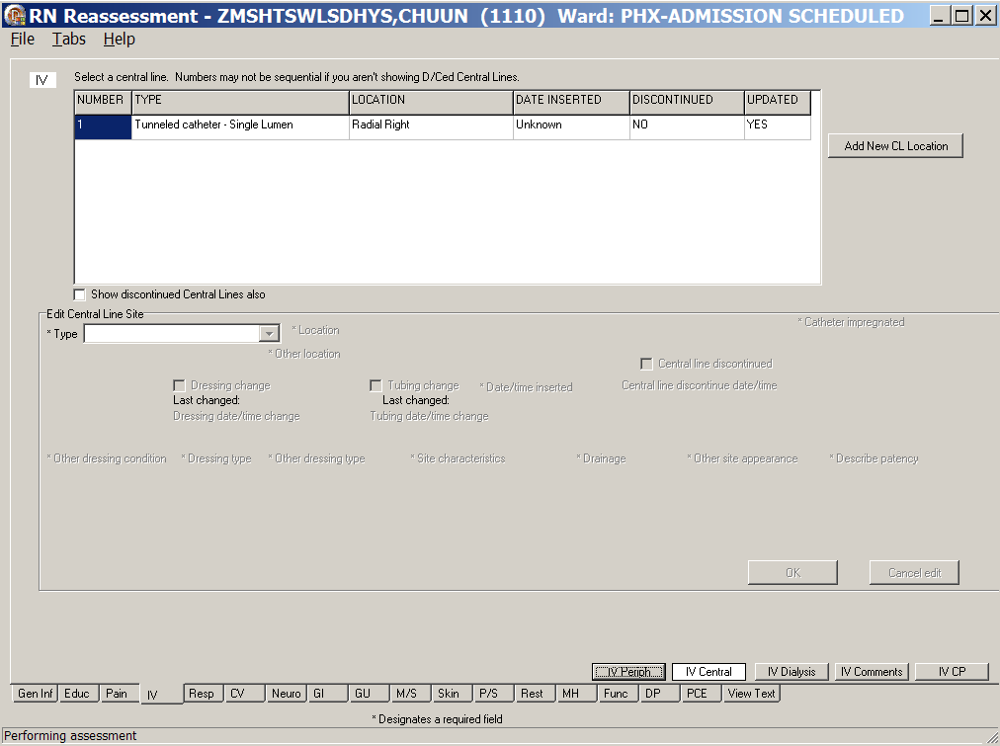 RN Reassessment - ZMSHTSWLSDHYS,CHUUN (1110) Ward: PHX-ADMISSION SCHEDULED
File Tabs Help
IV
Select a central line. Numbers may not be sequential if you aren't showing D/Ced Central Lines.
NUMBER TYPE LOCATION DATE INSERTED DISCONTINUED UPDATED
1 Tunneled catheter - Single Lumen Radial Right Unknown NO YES
Add New CL Location
Show discontinued Central Lines also
Edit Central Line Site
* Type * Location * Catheter impregnated
* Other location
Central line discontinued
Dressing change Tubing change * Date/time inserted Central line discontinue date/time
Last changed: Last changed:
Dressing date/time change Tubing date/time change
* Other dressing condition * Dressing type * Other dressing type * Site characteristics * Drainage * Other site appearance * Describe patency
OK Cancel edit
IV Periph IV Central IV Dialysis IV Comments IV CP
Gen Inf Educ Pain IV Resp CV Neuro GI GU M/S Skin P/S Rest MH Func DP PCE View Text
* Designates a required field
Performing assessment